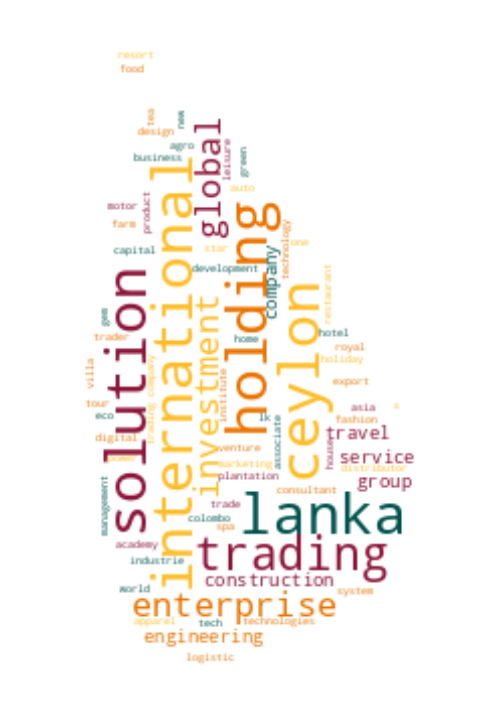 resort
food
tea
new
design
agro
business
global
leisure
green
international
auto
motor
product
holding
farm
technology
one
capital
star
development
company
solution
restaurant
ceylon
gem
investment
hotel
trader
home
royal
holiday
villa
trading company
institute
export
tour
eco
lk
asia
s
fashion
associate
digital
travel
house
venture
power
marketing
service
distributor
plantation
group
management
consultant
trade
lanka
colombo
spa
academy
trading
industrie
construction
world
system
enterprise
apparel
tech
technologies
engineering
logistic